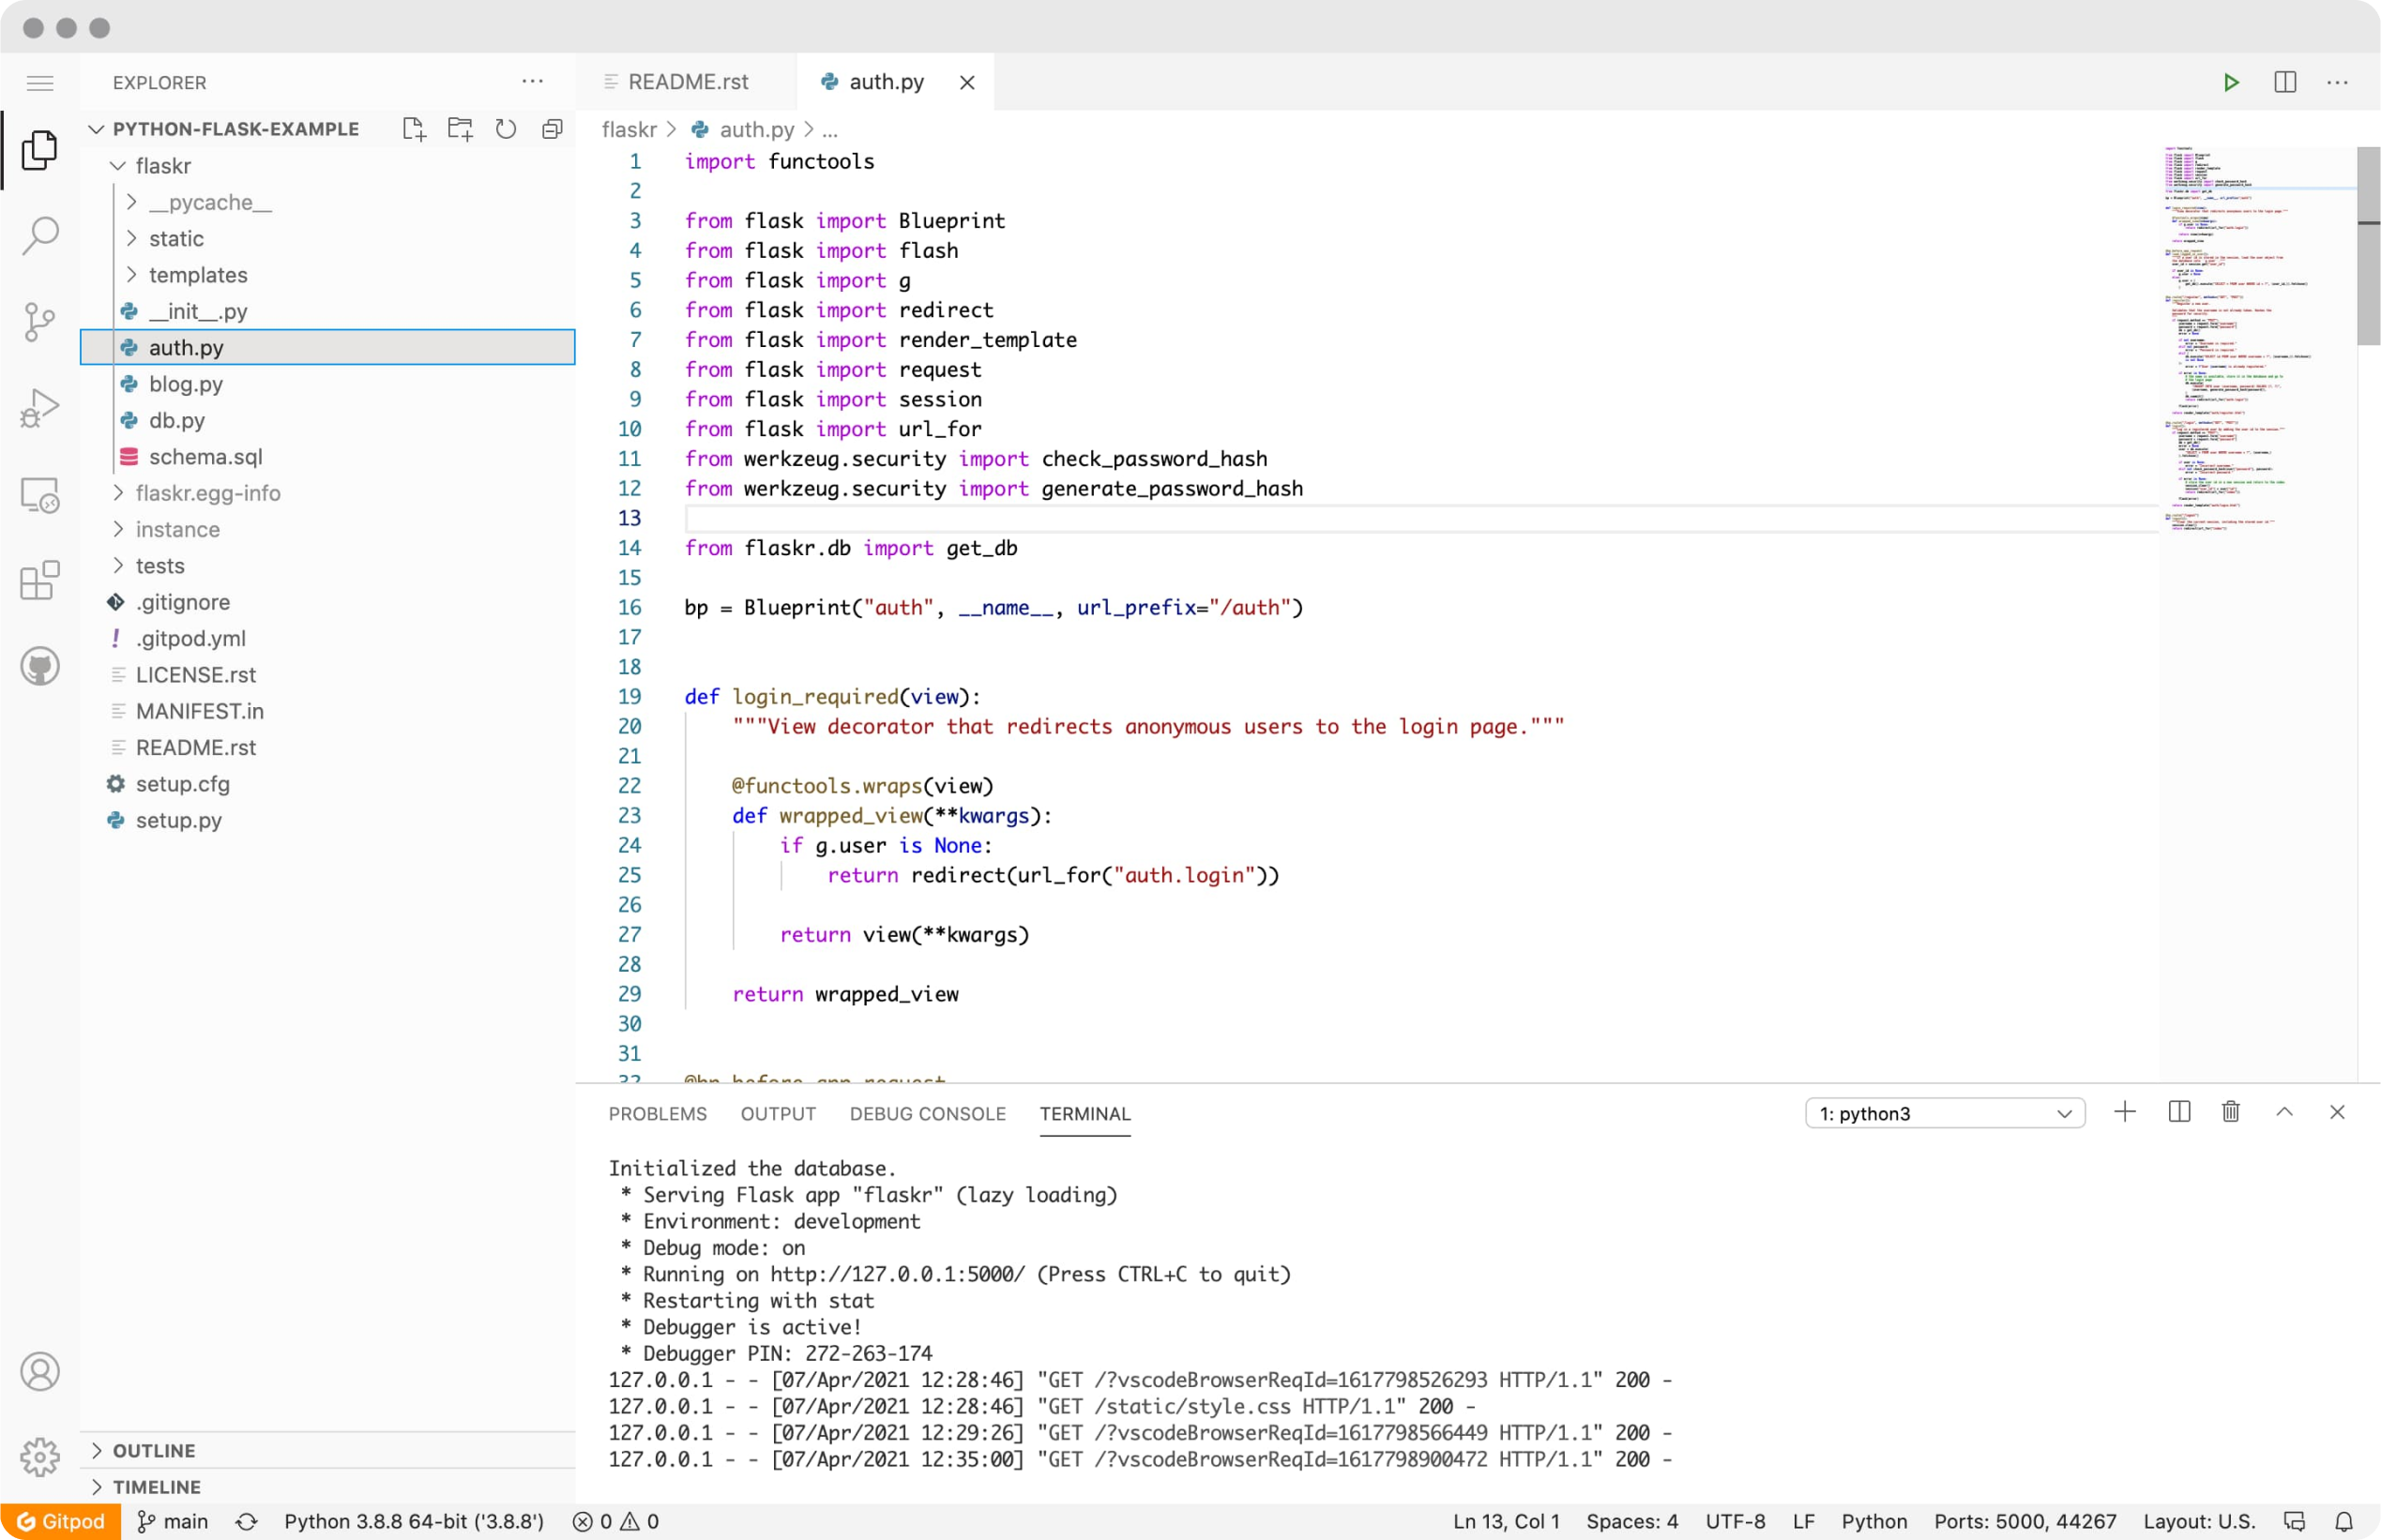 EXPLORER
README.rst
auth.py
PYTHON-FLASK-EXAMPLE
flaskr
__pycache__
static
templates
__init__.py
auth.py
blog.py
db.py
schema.sql
flaskr.egg-info
instance
tests
.gitignore
.gitpod.yml
LICENSE.rst
MANIFEST.in
README.rst
setup.cfg
setup.py
OUTLINE
TIMELINE
flaskr > auth.py > ...
1 import functools
2
3 from flask import Blueprint
4 from flask import flash
5 from flask import g
6 from flask import redirect
7 from flask import render_template
8 from flask import request
9 from flask import session
10 from flask import url_for
11 from werkzeug.security import check_password_hash
12 from werkzeug.security import generate_password_hash
13
14 from flaskr.db import get_db
15
16 bp = Blueprint("auth", __name__, url_prefix="/auth")
17
18
19 def login_required(view):
20     """View decorator that redirects anonymous users to the login page."""
21
22     @functools.wraps(view)
23     def wrapped_view(**kwargs):
24         if g.user is None:
25             return redirect(url_for("auth.login"))
26
27         return view(**kwargs)
28
29     return wrapped_view
30
31
32 @bp.before_app_request
PROBLEMS OUTPUT DEBUG CONSOLE TERMINAL
1: python3
Initialized the database.
 * Serving Flask app "flaskr" (lazy loading)
 * Environment: development
 * Debug mode: on
 * Running on http://127.0.0.1:5000/ (Press CTRL+C to quit)
 * Restarting with stat
 * Debugger is active!
 * Debugger PIN: 272-263-174
127.0.0.1 - - [07/Apr/2021 12:28:46] "GET /?vscodeBrowserReqId=1617798526293 HTTP/1.1" 200 -
127.0.0.1 - - [07/Apr/2021 12:28:46] "GET /static/style.css HTTP/1.1" 200 -
127.0.0.1 - - [07/Apr/2021 12:29:26] "GET /?vscodeBrowserReqId=1617798566449 HTTP/1.1" 200 -
127.0.0.1 - - [07/Apr/2021 12:35:00] "GET /?vscodeBrowserReqId=1617798900472 HTTP/1.1" 200 -
Gitpod main Python 3.8.8 64-bit ('3.8.8') 0 0 Ln 13, Col 1 Spaces: 4 UTF-8 LF Python Ports: 5000, 44267 Layout: U.S.